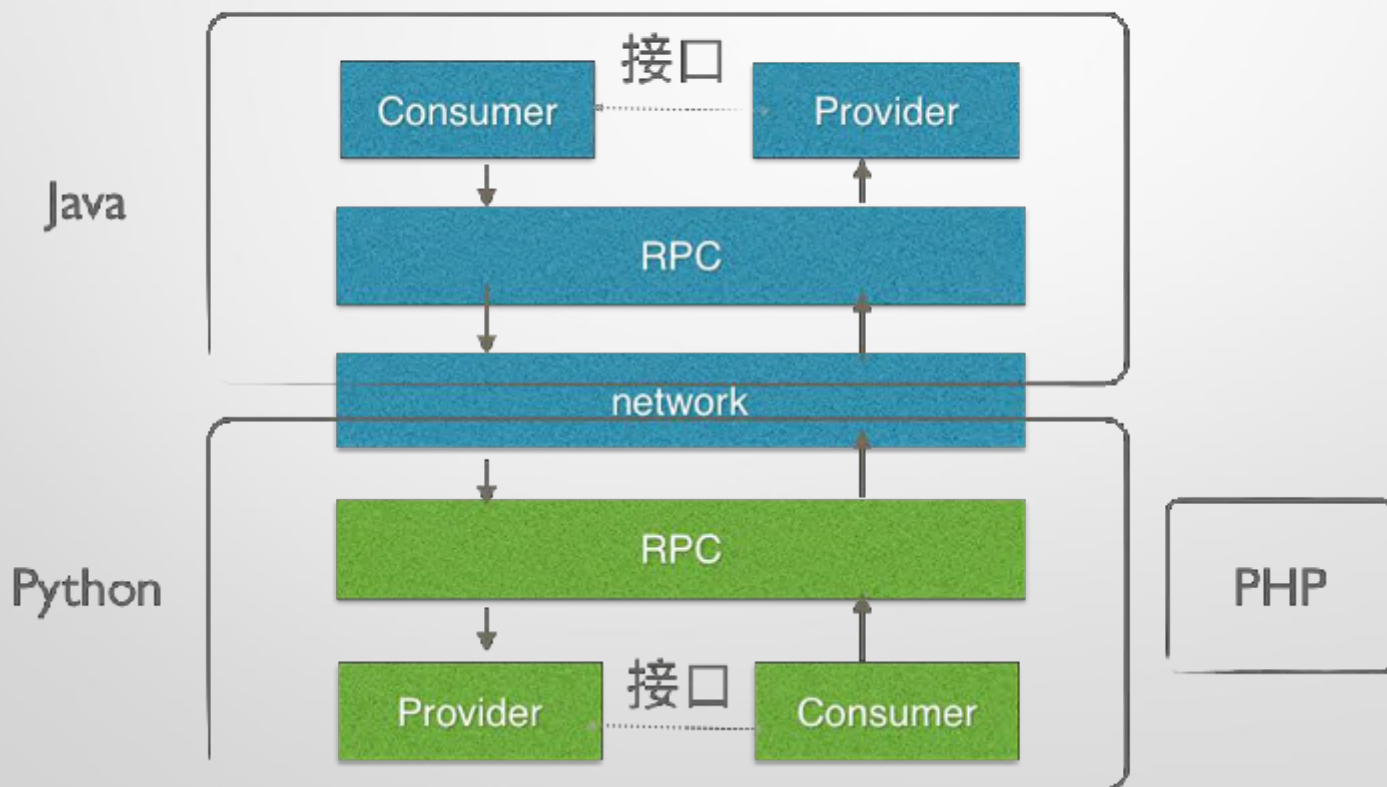 接口
Consumer
Provider
Java
RPC
network
RPC
Python
PHP
接口
Provider
Consumer